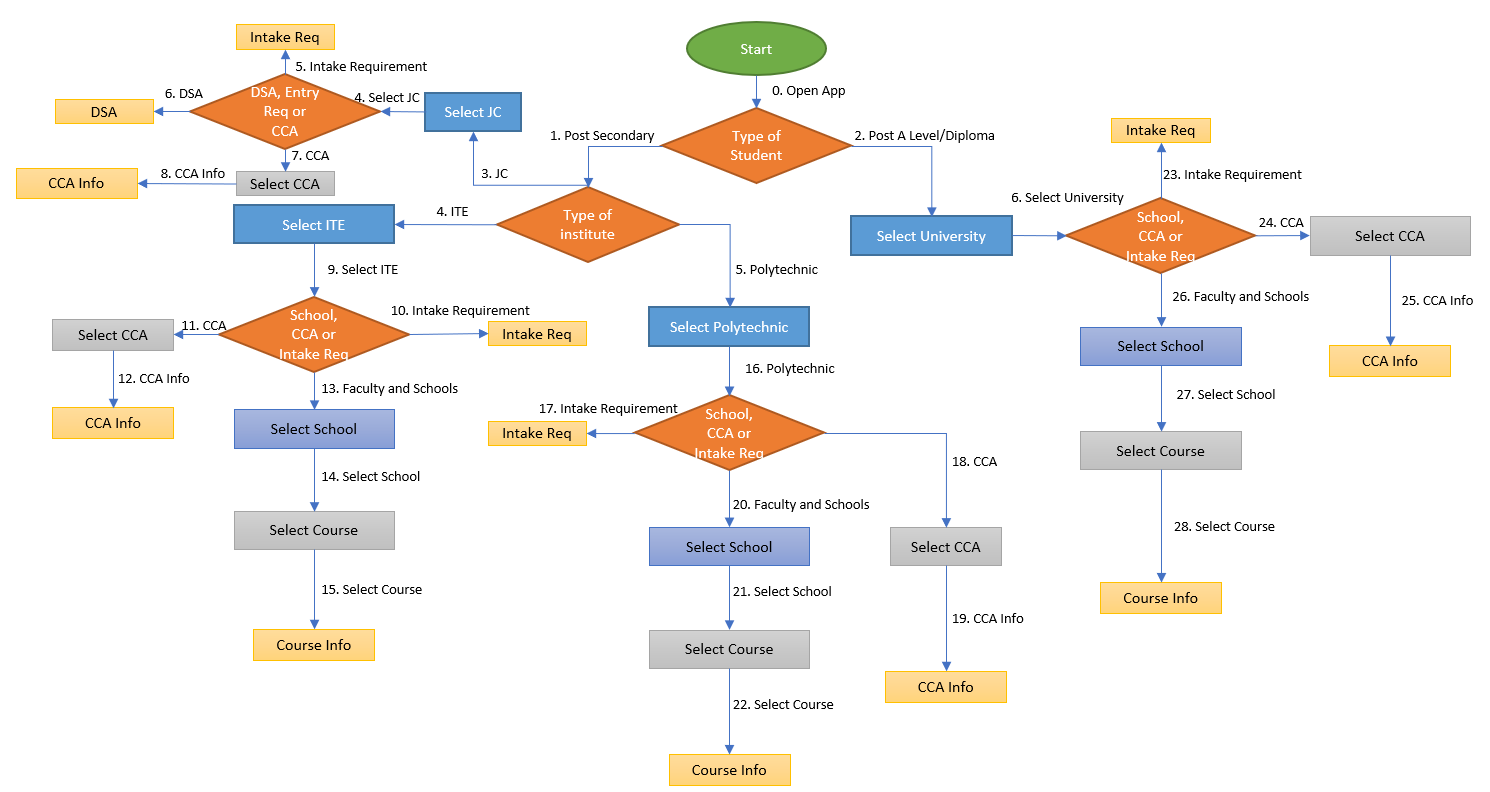 Intake Req
Start
5. Intake Requirement
6. DSA
DSA, Entry
Req or
CCA
DSA
4. Select JC
Select JC
0. Open App
7. CCA
8. CCA Info
CCA Info
Select CCA
1. Post Secondary
Type of
Student
2. Post A Level/Diploma
3. JC
Intake Req
23. Intake Requirement
6. Select University
Select ITE
4. ITE
Type of
institute
Select University
School,
CCA or
Intake Req
24. CCA
Select CCA
9. Select ITE
5. Polytechnic
26. Faculty and Schools
25. CCA Info
10. Intake Requirement
11. CCA
Select CCA
School,
CCA or
Intake Req
Intake Req
Select Polytechnic
Select School
CCA Info
12. CCA Info
13. Faculty and Schools
16. Polytechnic
27. Select School
CCA Info
Select School
17. Intake Requirement
Intake Req
School,
CCA or
Intake Req
18. CCA
Select Course
14. Select School
20. Faculty and Schools
28. Select Course
Select Course
Select School
Select CCA
15. Select Course
21. Select School
19. CCA Info
Course Info
Course Info
Select Course
CCA Info
22. Select Course
Course Info